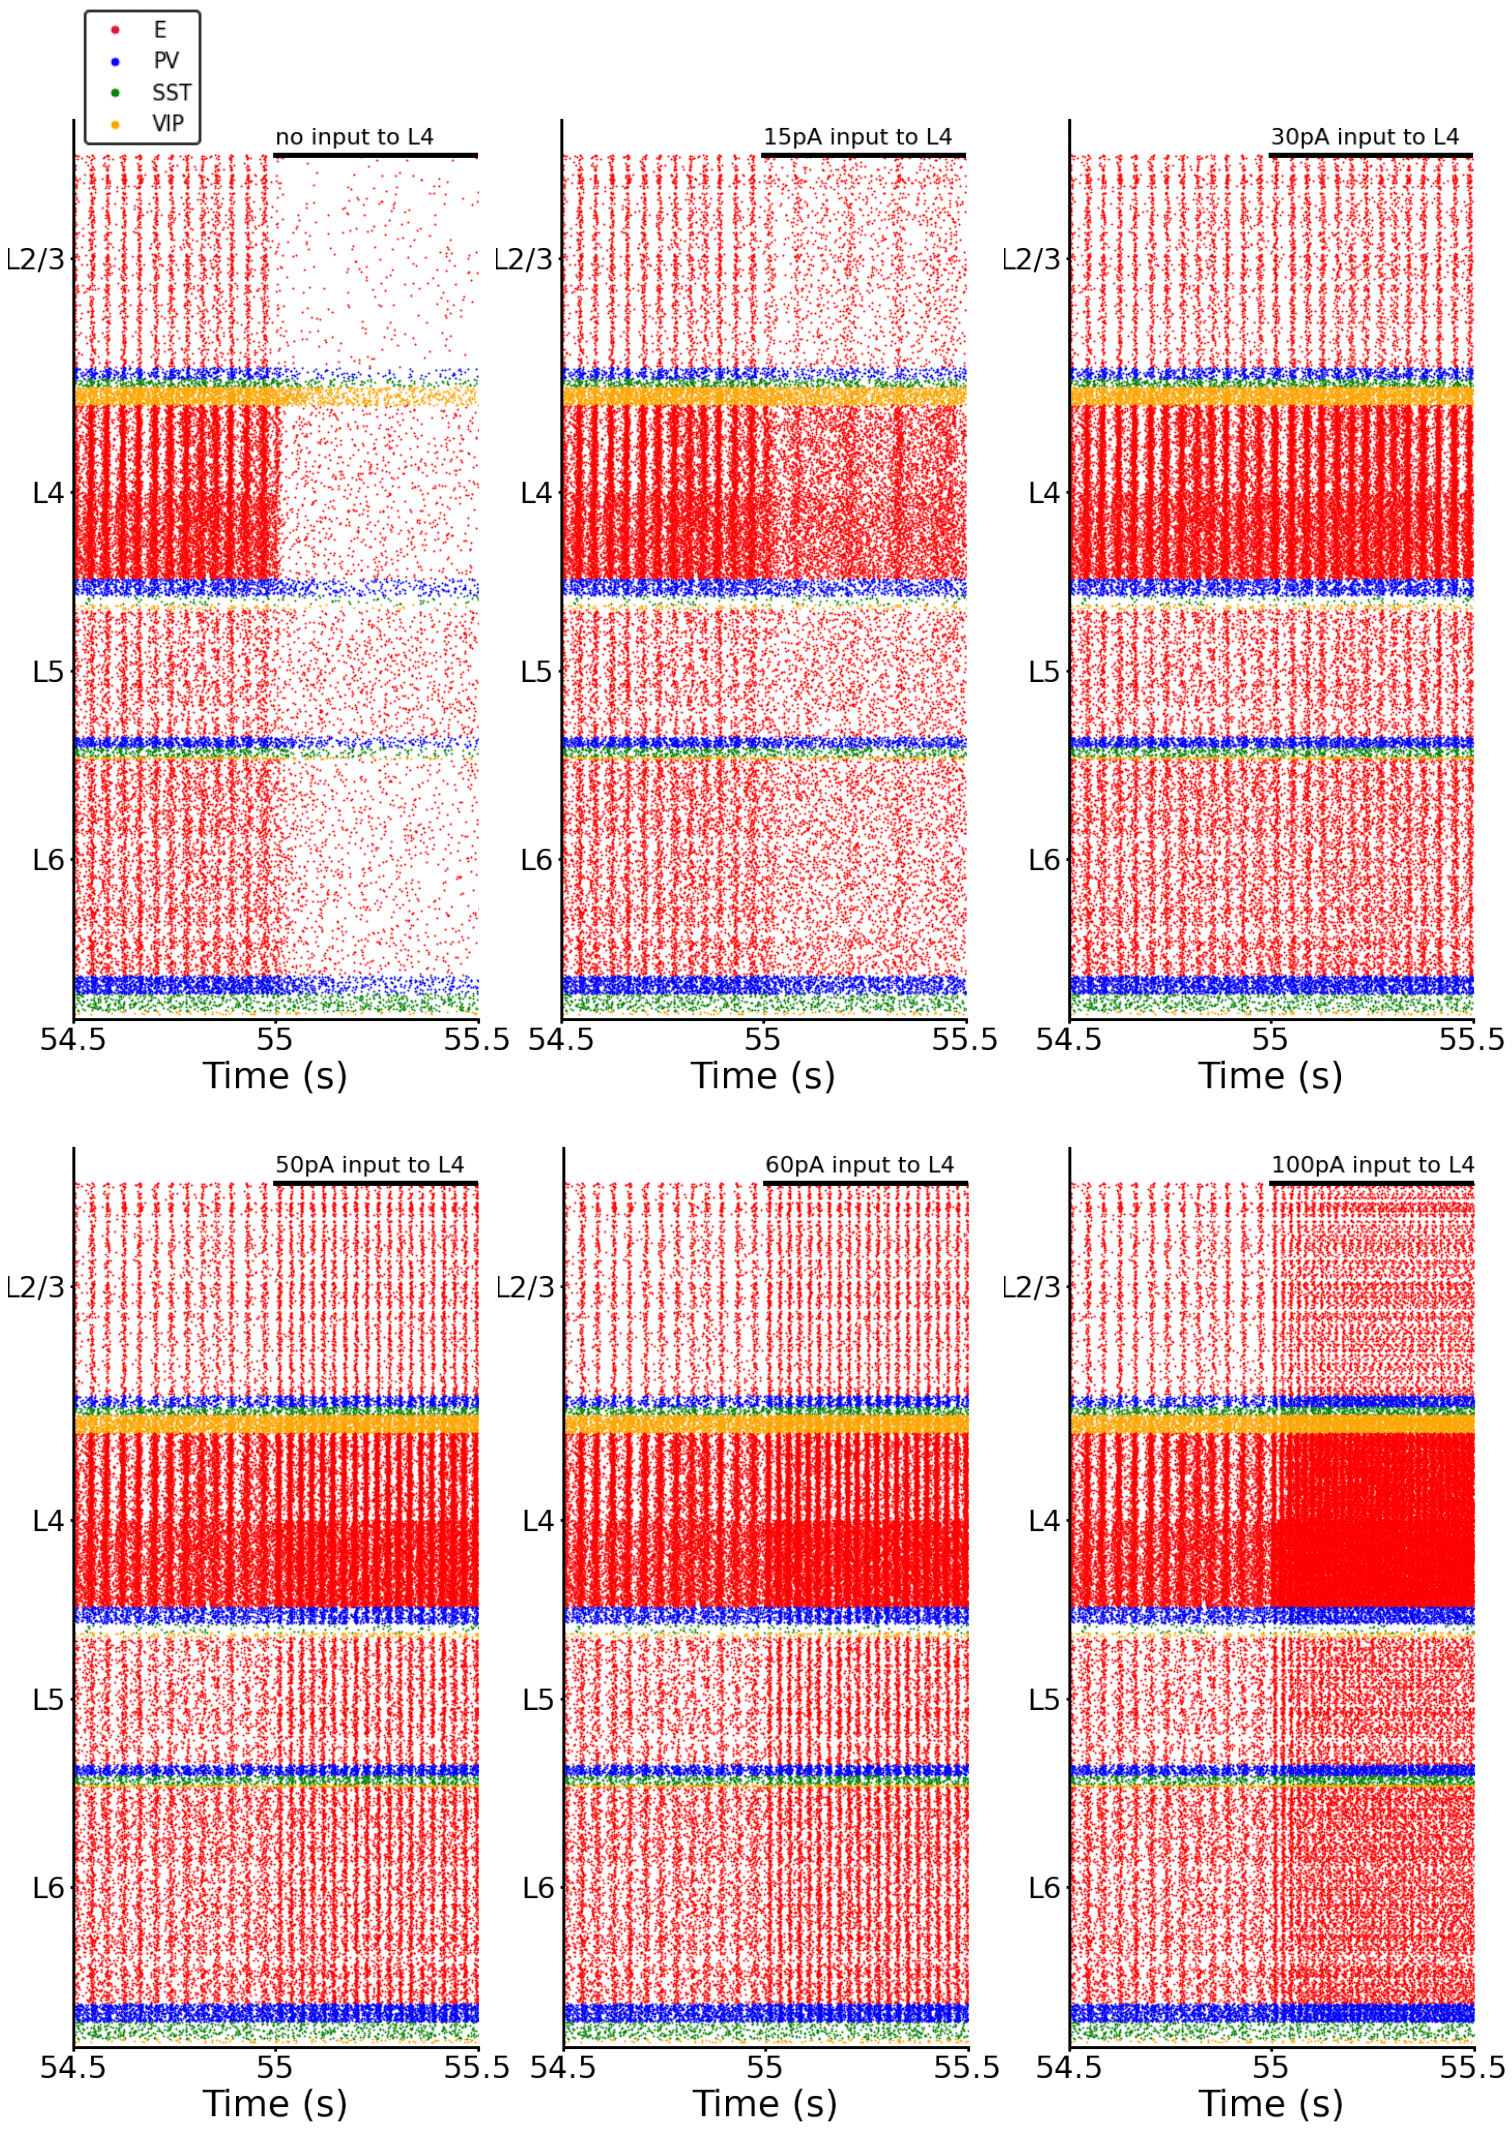 E
PV
SST
VIP
no input to L4
15pA input to L4
30pA input to L4
L2/3
L2/3
L2/3
L4
L4
L4
L5
L5
L5
L6
L6
L6
54.5
55
55.5
54.5
55
55.5
54.5
55
55.5
Time (s)
Time (s)
Time (s)
50pA input to L4
60pA input to L4
100pA input to L4
L2/3
L2/3
L2/3
L4
L4
L4
L5
L5
L5
L6
L6
L6
54.5
55
55.5
54.5
55
55.5
54.5
55
55.5
Time (s)
Time (s)
Time (s)